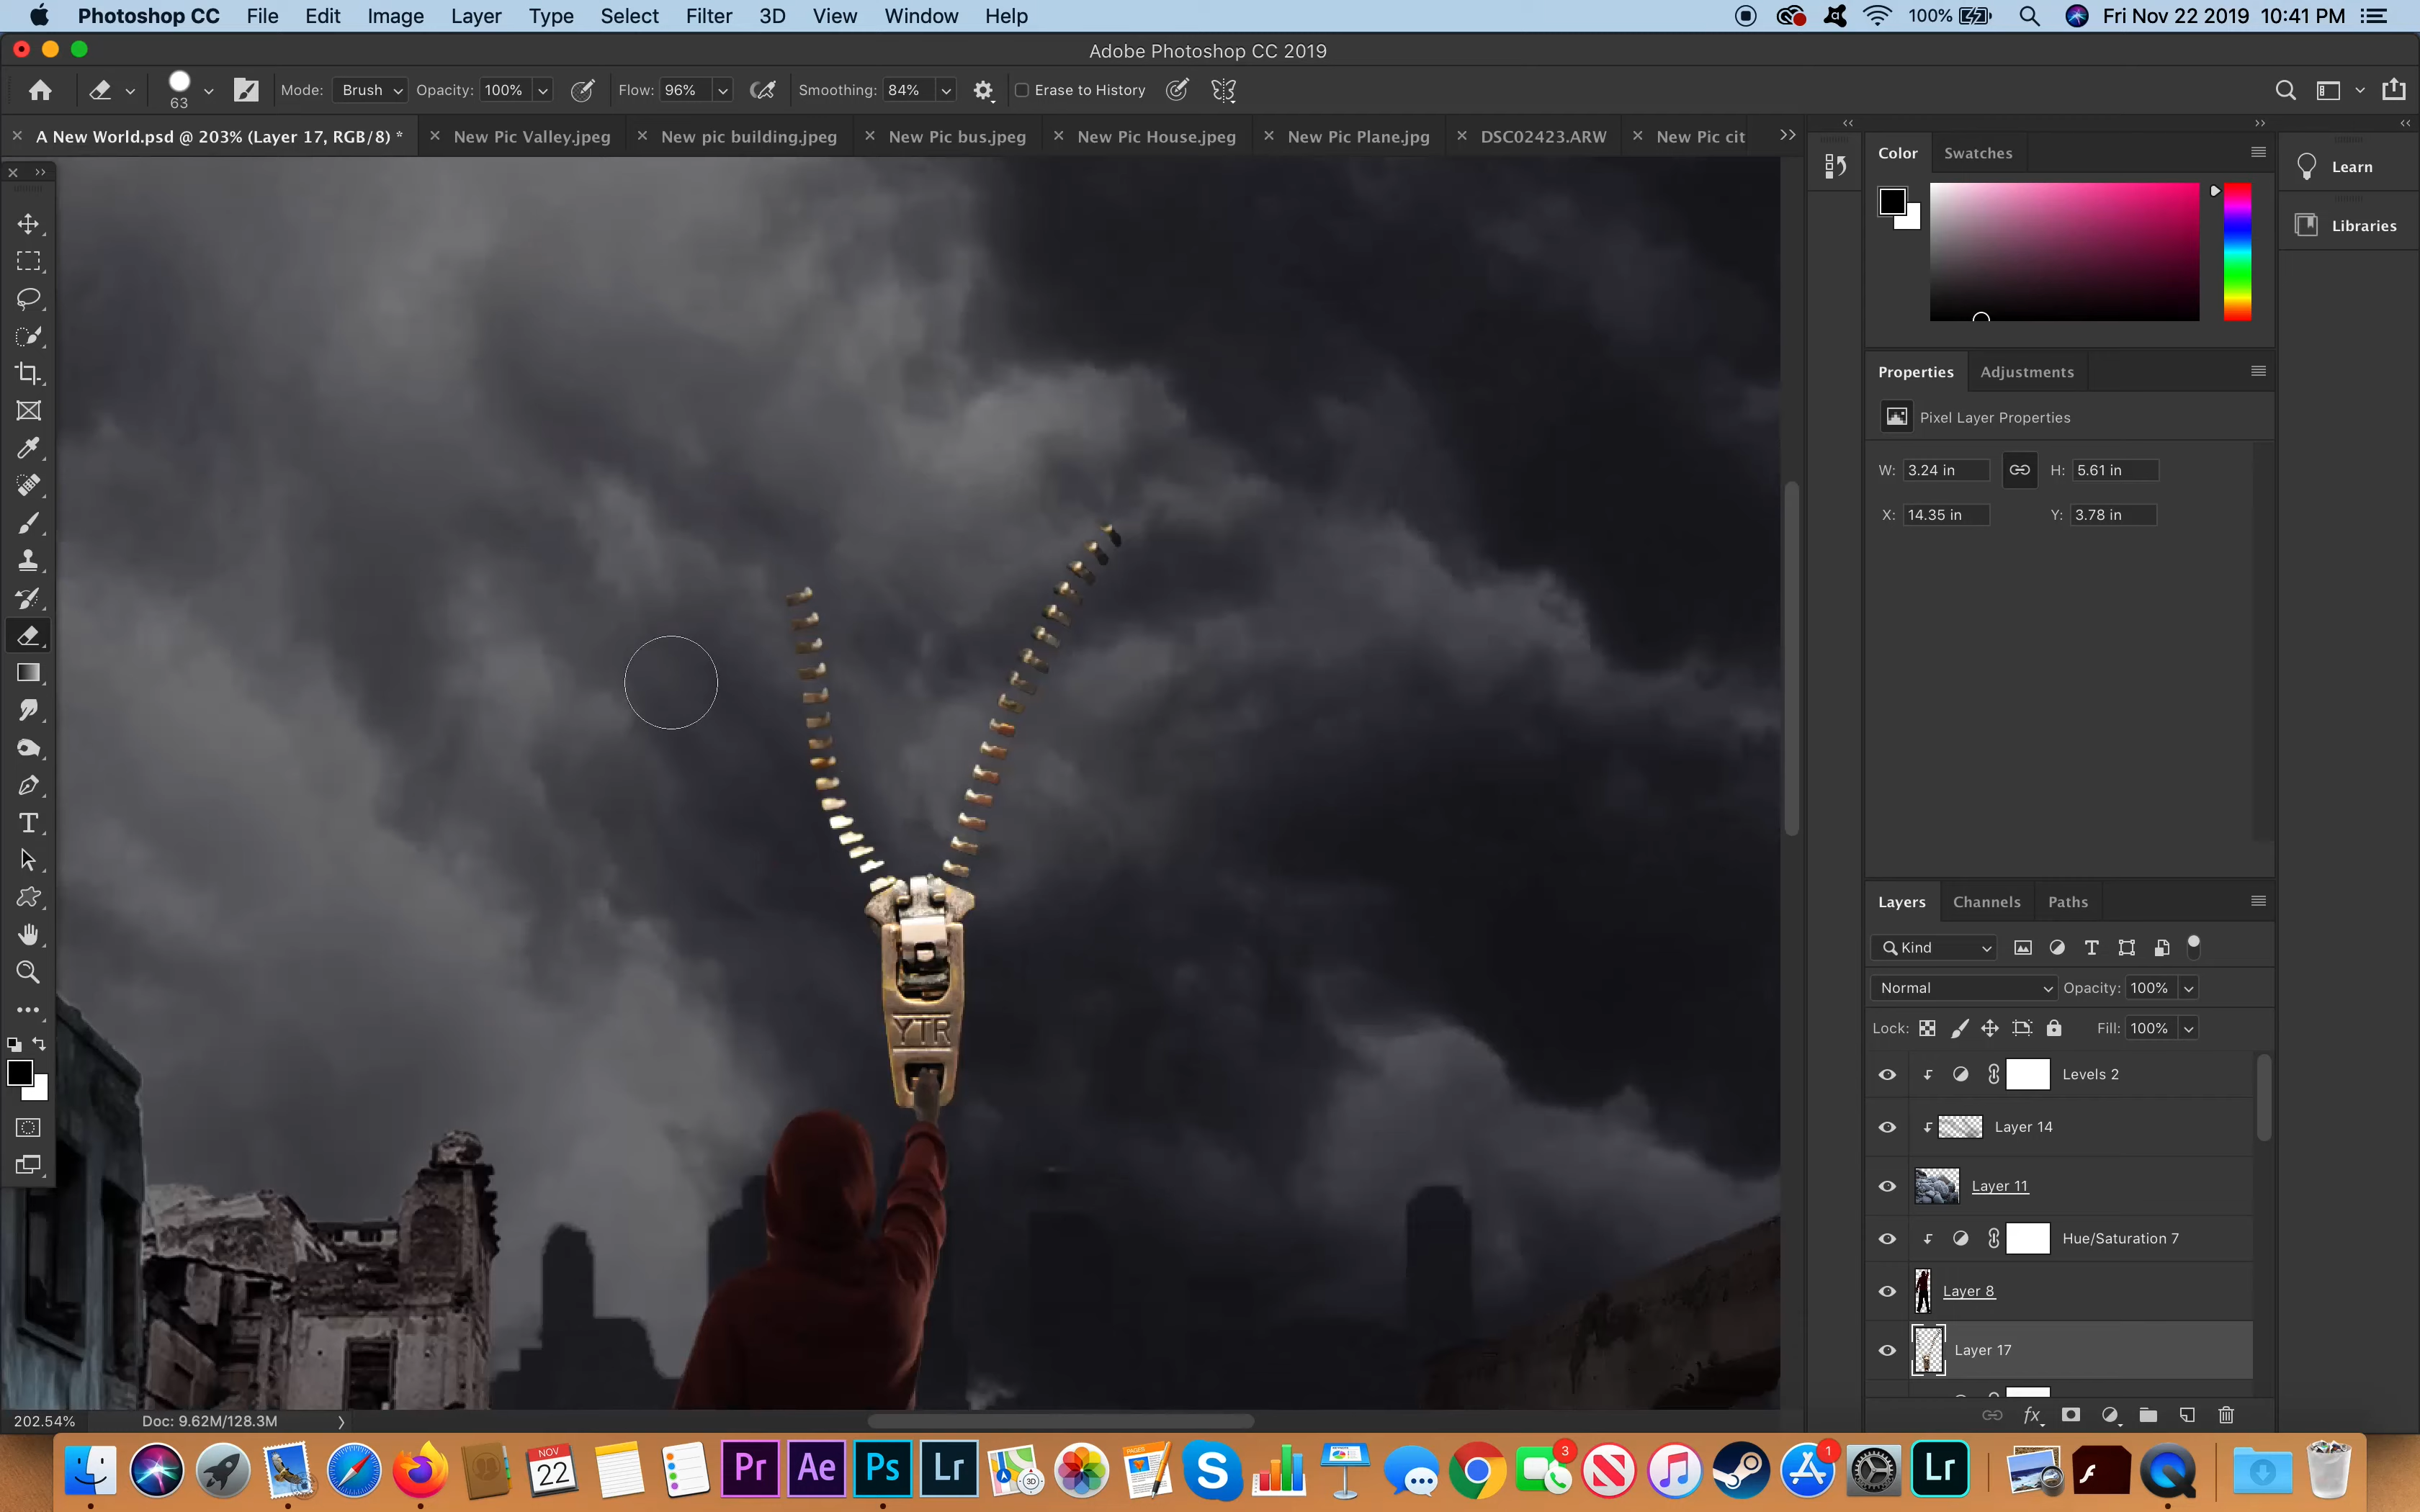 Photoshop CC File Edit Image Layer Type Select Filter 3D View Window Help 100% Fri Nov 22 2019 10:41 PM
Adobe Photoshop CC 2019
63 Mode: Brush Opacity: 100% Flow: 96% Smoothing: 84% Erase to History
A New World.psd @ 203% (Layer 17, RGB/8) * New Pic Valley.jpeg New pic building.jpeg New Pic bus.jpeg New Pic House.jpeg New Pic Plane.jpg DSC02423.ARW New Pic cit
Color Swatches
Learn
Libraries
Properties Adjustments
Pixel Layer Properties
W: 3.24 in H: 5.61 in
X: 14.35 in Y: 3.78 in
YTR
Layers Channels Paths
Kind
Normal Opacity: 100%
Lock: Fill: 100%
Levels 2
Layer 14
Layer 11
Hue/Saturation 7
Layer 8
Layer 17
fx
202.54% Doc: 9.62M/128.3M
NOV
22
Pr Ae Ps Lr
3D
PAGES
S
3
1
Lr